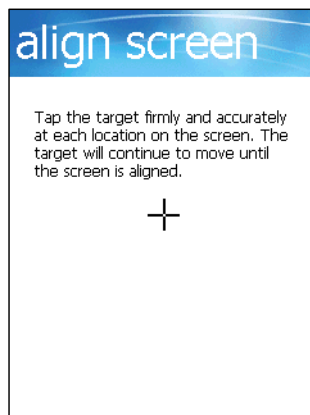 align screen
Tap the target firmly and accurately
at each location on the screen. The
target will continue to move until
the screen is aligned.